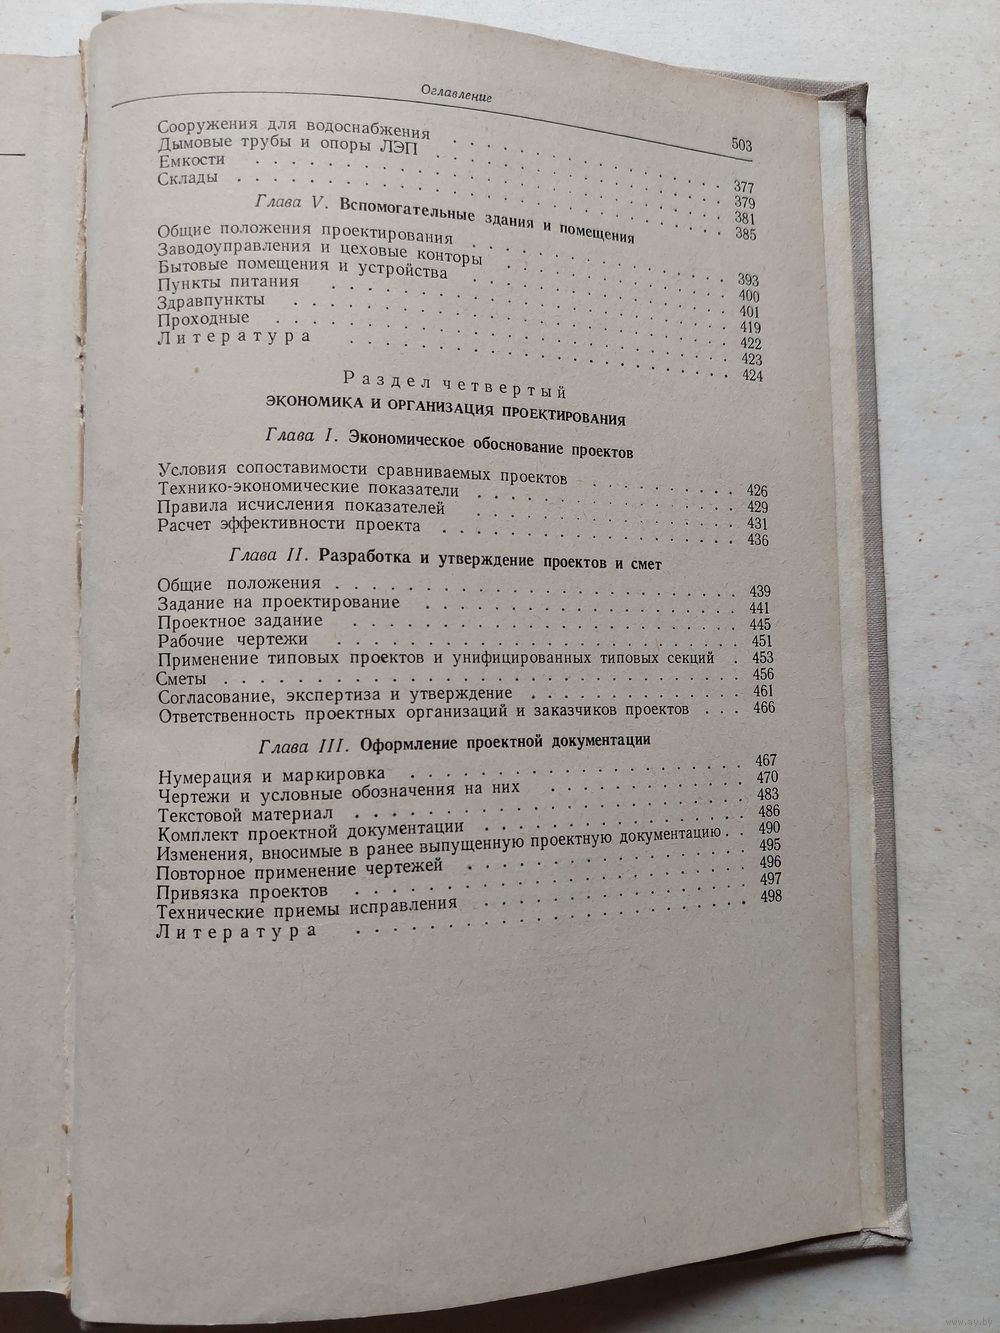 Оглавление
503
Сооружения для водоснабжения . . . . . . . . . . . . . 377
Дымовые трубы и опоры ЛЭП . . . . . . . . . . . . . 379
Емкости . . . . . . . . . . . . . . . . . . . . 381
Склады . . . . . . . . . . . . . . . . . . . . 385
Глава V. Вспомогательные здания и помещения
Общие положения проектирования . . . . . . . . . . . . 393
Заводоуправления и цеховые конторы . . . . . . . . . . 400
Бытовые помещения и устройства . . . . . . . . . . . . 401
Пункты питания . . . . . . . . . . . . . . . . . 419
Здравпункты . . . . . . . . . . . . . . . . . . 422
Проходные . . . . . . . . . . . . . . . . . . . 423
Литература . . . . . . . . . . . . . . . . . . 424
Раздел четвертый
ЭКОНОМИКА И ОРГАНИЗАЦИЯ ПРОЕКТИРОВАНИЯ
Глава I. Экономическое обоснование проектов
Условия сопоставимости сравниваемых проектов . . . . . . . . 426
Технико-экономические показатели . . . . . . . . . . . . 429
Правила исчисления показателей . . . . . . . . . . . . 431
Расчет эффективности проекта . . . . . . . . . . . . . 436
Глава II. Разработка и утверждение проектов и смет
Общие положения . . . . . . . . . . . . . . . . . 439
Задание на проектирование . . . . . . . . . . . . . . 441
Проектное задание . . . . . . . . . . . . . . . . . 445
Рабочие чертежи . . . . . . . . . . . . . . . . . 451
Применение типовых проектов и унифицированных типовых секций . 453
Сметы . . . . . . . . . . . . . . . . . . . . . 456
Согласование, экспертиза и утверждение . . . . . . . . . . 461
Ответственность проектных организаций и заказчиков проектов . . . 466
Глава III. Оформление проектной документации
Нумерация и маркировка . . . . . . . . . . . . . . . 467
Чертежи и условные обозначения на них . . . . . . . . . 470
Текстовой материал . . . . . . . . . . . . . . . . . 483
Комплект проектной документации . . . . . . . . . . . . 486
Изменения, вносимые в ранее выпущенную проектную документацию . . 490
Повторное применение чертежей . . . . . . . . . . . . . 495
Привязка проектов . . . . . . . . . . . . . . . . . 496
Технические приемы исправления . . . . . . . . . . . . 497
Литература . . . . . . . . . . . . . . . . . . 498
www.ay.by